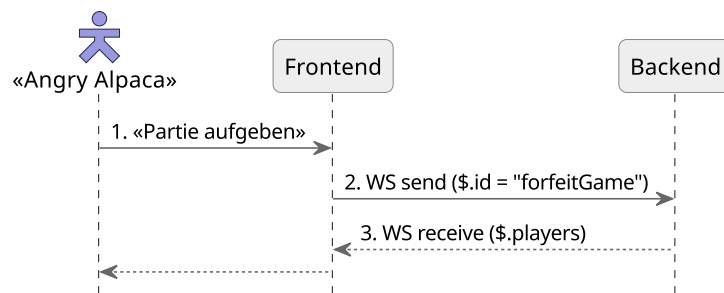 «Angry Alpaca»
Frontend
Backend
1. «Partie aufgeben»
2. WS send ($.id = "forfeitGame")
3. WS receive ($.players)